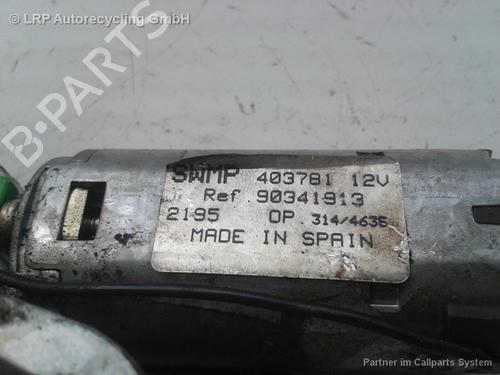 © LRP Autorecycling GmbH
B-PARTS
SWMP 403781 12V
Ref 90341913
2195 OP 314/4635
MADE IN SPAIN
Partner im Callparts System